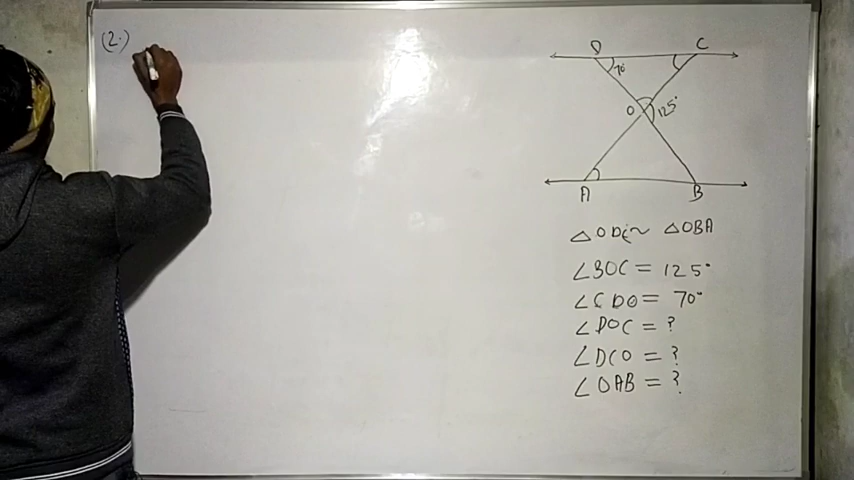 (2.)
D C
70
O 125°
A B
△ODC ~ △OBA
∠BOC = 125°
∠CDO = 70°
∠DOC = ?
∠DCO = ?
∠OAB = ?